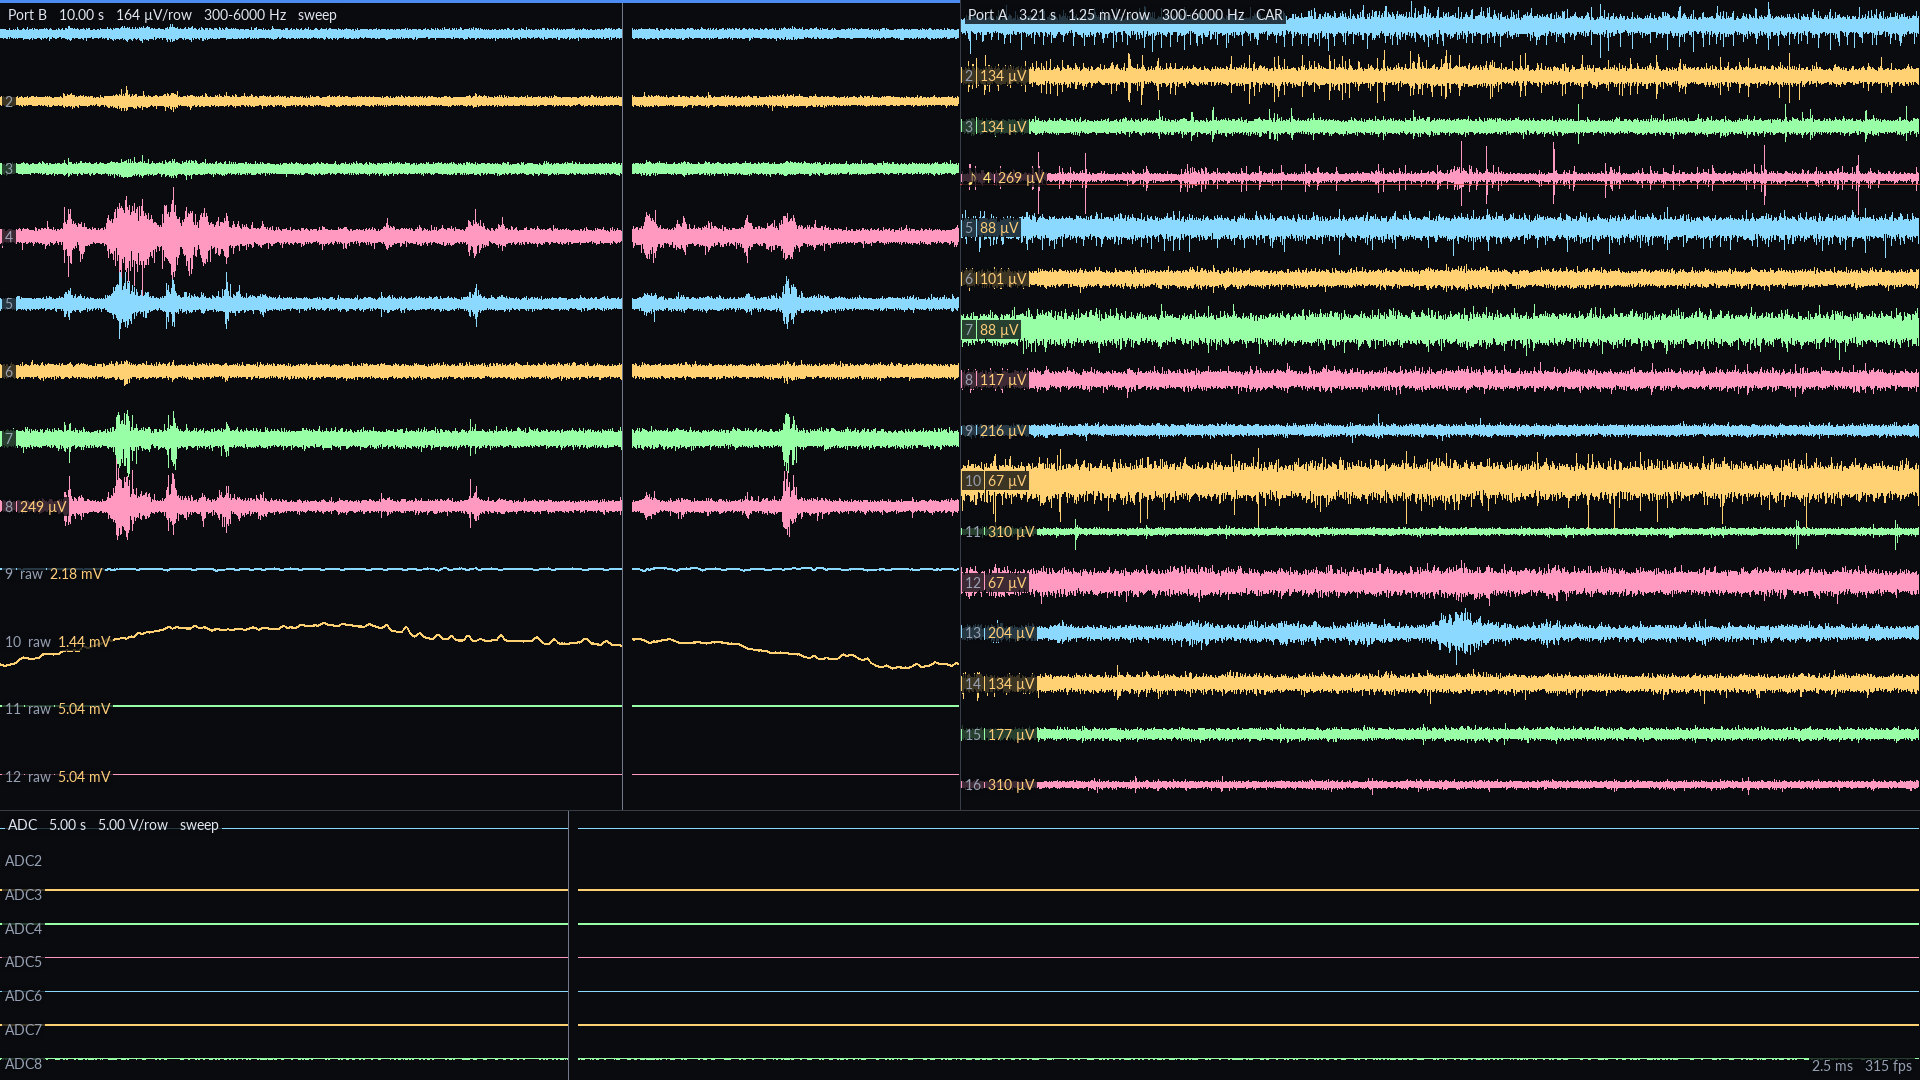 Port B 10.00 s 164 µV/row 300-6000 Hz sweep
2
3
4
5
6
7
8 249 µV
9 raw 2.18 mV
10 raw 1.44 mV
11 raw 5.04 mV
12 raw 5.04 mV
Port A 3.21 s 1.25 mV/row 300-6000 Hz CAR
2 134 µV
3 134 µV
♪ 4 269 µV
5 88 µV
6 101 µV
7 88 µV
8 117 µV
9 216 µV
10 67 µV
11 310 µV
12 67 µV
13 204 µV
14 134 µV
15 177 µV
16 310 µV
ADC 5.00 s 5.00 V/row sweep
ADC2
ADC3
ADC4
ADC5
ADC6
ADC7
ADC8
2.5 ms 315 fps